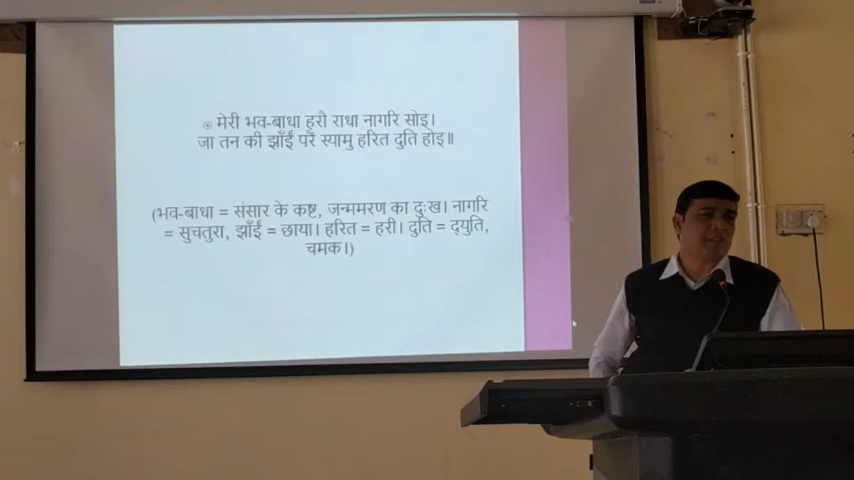 मेरी भव-बाधा हरौ राधा नागरि सोइ।
जा तन की झाँईं परैं स्यामु हरित दुति होइ॥
(भव-बाधा = संसार के कष्ट, जन्ममरण का दुःख। नागरि
= सुचतुरा, झाँईं = छाया। हरित = हरी। दुति = द्युति,
चमक।)